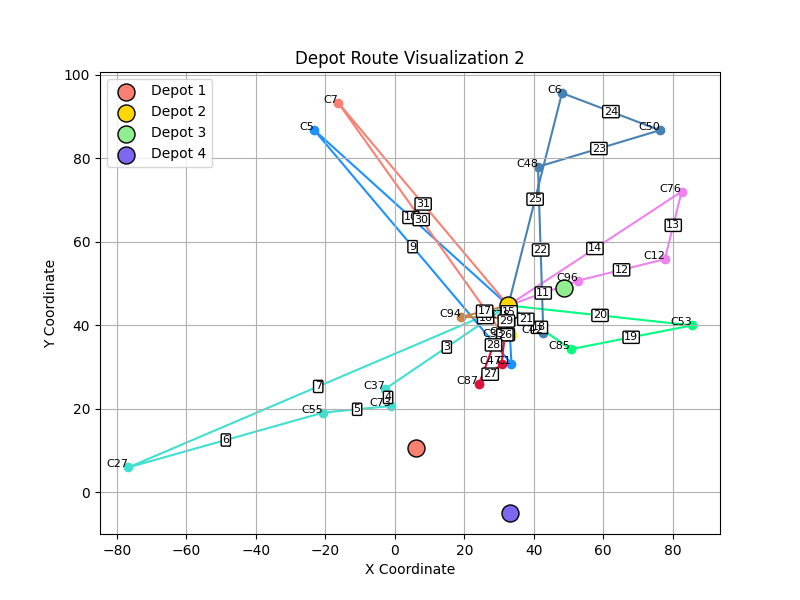 Depot Route Visualization 2
Depot 1
Depot 2
Depot 3
Depot 4
Y Coordinate
100
80
60
40
20
0
−80
−60
−40
−20
0
20
40
60
80
X Coordinate
C7
C5
C6
C50
C48
C76
C12
C96
C94
C53
C85
C37
C87
C55
C27
24
23
25
22
31
30
9
14
13
12
11
20
19
21
17
29
26
28
27
3
4
5
6
7